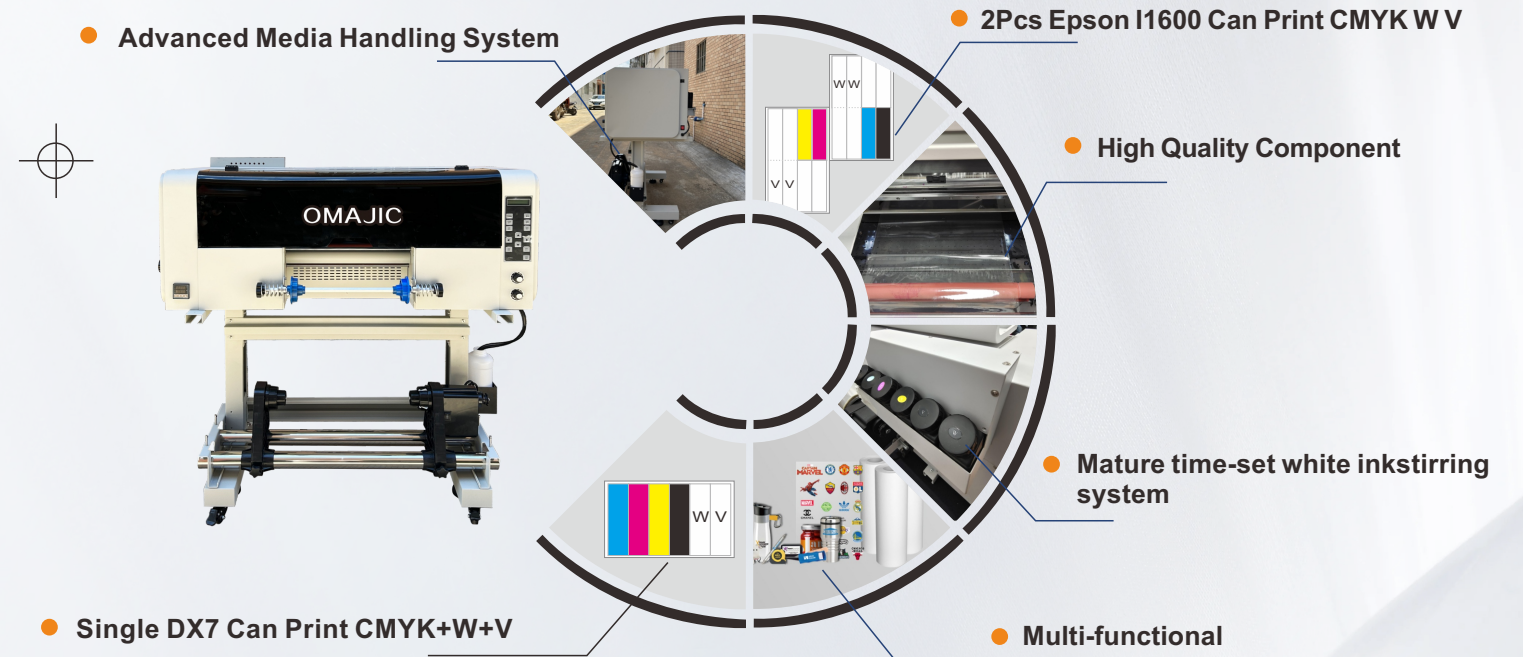 Advanced Media Handling System
2Pcs Epson I1600 Can Print CMYK W V
W W
V V
High Quality Component
OMAJIC
Mature time-set white inkstirring
system
MARVEL
W V
Single DX7 Can Print CMYK+W+V
Multi-functional